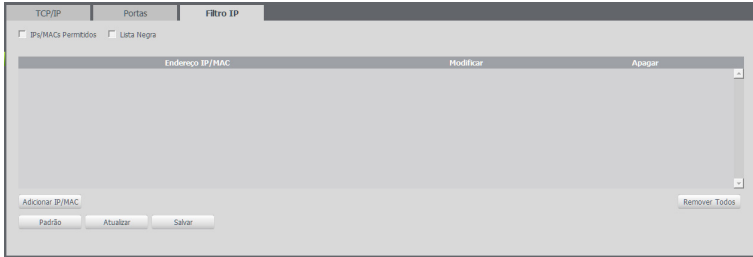 TCP/IP Portas Filtro IP
IPs/MACs Permitidos Lista Negra
Endereço IP/MAC Modificar Apagar
Adicionar IP/MAC Remover Todos
Padrão Atualizar Salvar